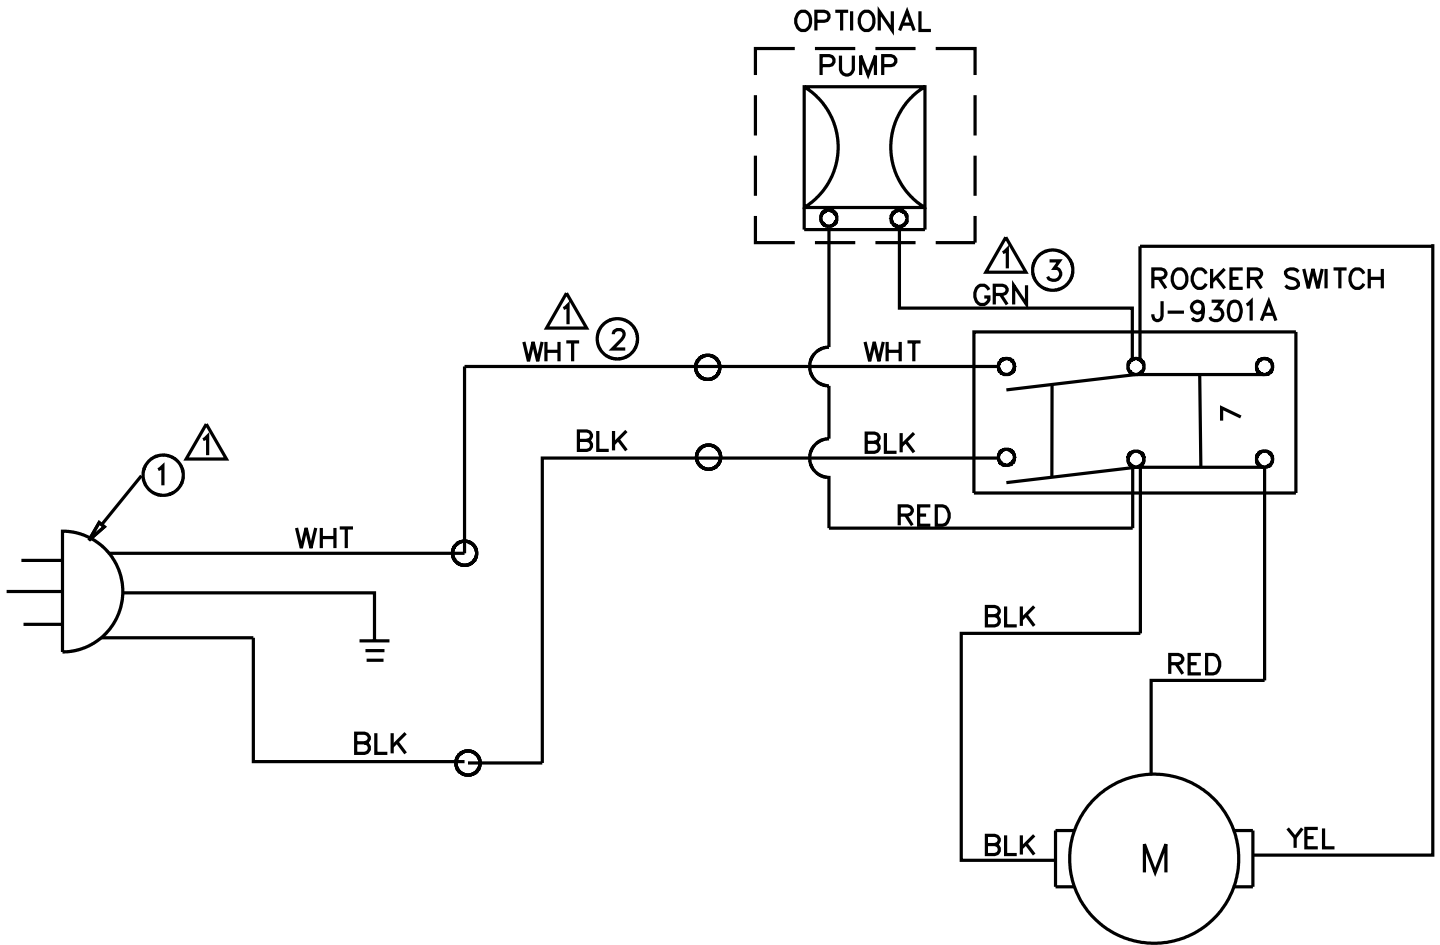 OPTIONAL
PUMP
1
3
GRN
ROCKER SWITCH
J-9301A
1
2
WHT
WHT
7
1
1
BLK
BLK
RED
WHT
BLK
RED
BLK
BLK
M
YEL